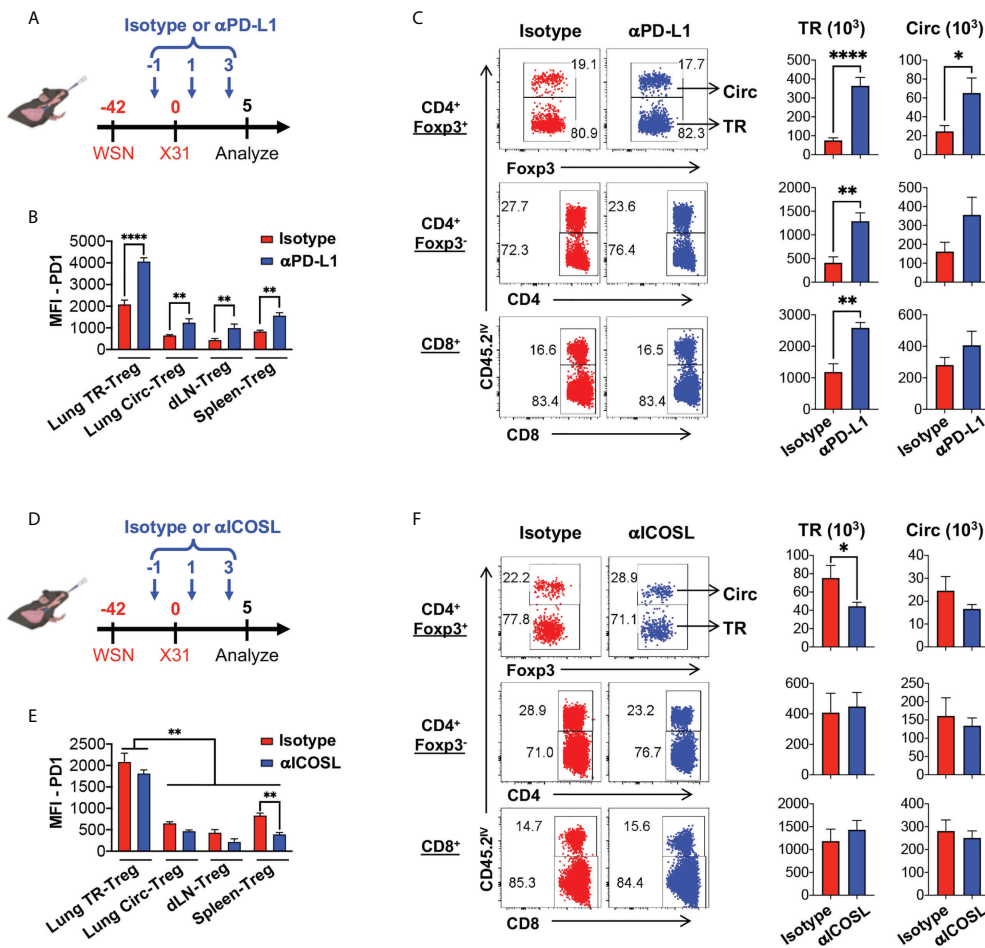 A
Isotype or αPD-L1
-1 1 3
-42 0 5
WSN X31 Analyze
B
MFI - PD1
5000
4000
3000
2000
1000
0
**** ** ** **
Isotype
αPD-L1
Lung TR-Treg
Lung Circ-Treg
dLN-Treg
Spleen-Treg
C
Isotype αPD-L1
TR (10³) Circ (10³)
CD4⁺
Foxp3⁺
19.1 17.7
80.9 82.3
Circ
TR
Foxp3
500
400
300
200
100
0
****
100
80
60
40
20
0
*
CD4⁺
Foxp3⁻
27.7 23.6
72.3 76.4
CD4
2000
1500
1000
500
0
**
500
400
300
200
100
0
CD8⁺
16.6 16.5
83.4 83.4
CD8
CD45.2ᴵⱽ
3000
2000
1000
0
**
600
400
200
0
Isotype
αPD-L1
Isotype
αPD-L1
D
Isotype or αICOSL
-1 1 3
-42 0 5
WSN X31 Analyze
E
MFI - PD1
2500
2000
1500
1000
500
0
** **
Isotype
αICOSL
Lung TR-Treg
Lung Circ-Treg
dLN-Treg
Spleen-Treg
F
Isotype αICOSL
TR (10³) Circ (10³)
CD4⁺
Foxp3⁺
22.2 28.9
77.8 71.1
Circ
TR
Foxp3
100
80
60
40
20
0
*
40
30
20
10
0
CD4⁺
Foxp3⁻
28.9 23.2
71.0 76.7
CD4
600
400
200
0
250
200
150
100
50
0
CD8⁺
14.7 15.6
85.3 84.4
CD8
CD45.2ᴵⱽ
2000
1500
1000
500
0
400
300
200
100
0
Isotype
αICOSL
Isotype
αICOSL